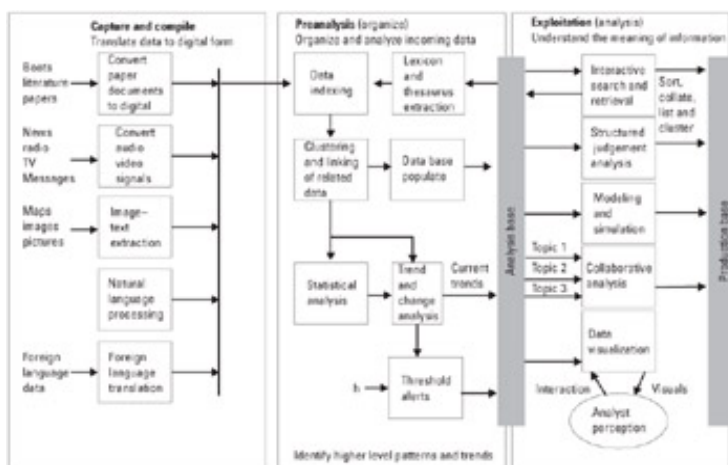 Capture and compile
Translate data to digital form
Boets
literature
papers
Convert
paper
documents
to digital
News
radio
TV
Messages
Convert
audio
video
signals
Maps
images
pictures
Image–
text
extraction
Natural
language
processing
Foreign
language
data
Foreign
language
translation
Preanalysis (organize)
Organize and analyze incoming data
Data
indexing
Lexicon
and
thesaurus
extraction
Clustering
and linking
of related
data
Data base
populate
Statistical
analysis
Trend
and
change
analysis
Current
trends
h
Threshold
alerts
Identify higher level patterns and trends
Analysis base
Exploitation (analysis)
Understand the meaning of information
Interactive
search and
retrieval
Sort,
collate,
list and
cluster
Structured
judgement
analysis
Modeling
and
simulation
Topic 1
Topic 2
Topic 3
Collaborative
analysis
Data
visualization
Interaction
Visuals
Analyst
perception
Production base